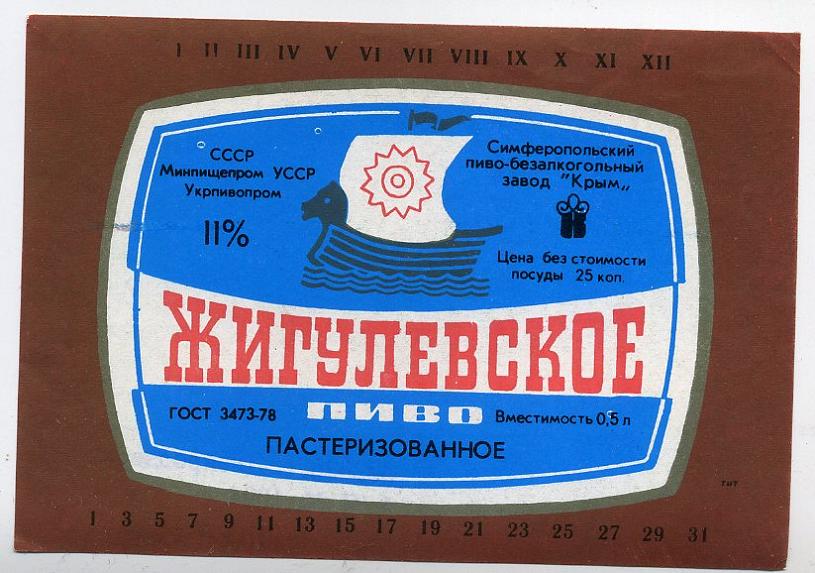 I II III IV V VI VII VIII IX X XI XII
СССР
Минпищепром УССР
Укрпивопром
11%
Симферопольский
пиво-безалкогольный
завод "Крым„
Цена без стоимости
посуды 25 коп.
ЖИГУЛЕВСКОЕ
ГОСТ 3473-78
ПИВО
Вместимость 0,5 л
ПАСТЕРИЗОВАННОЕ
1 3 5 7 9 11 13 15 17 19 21 23 25 27 29 31